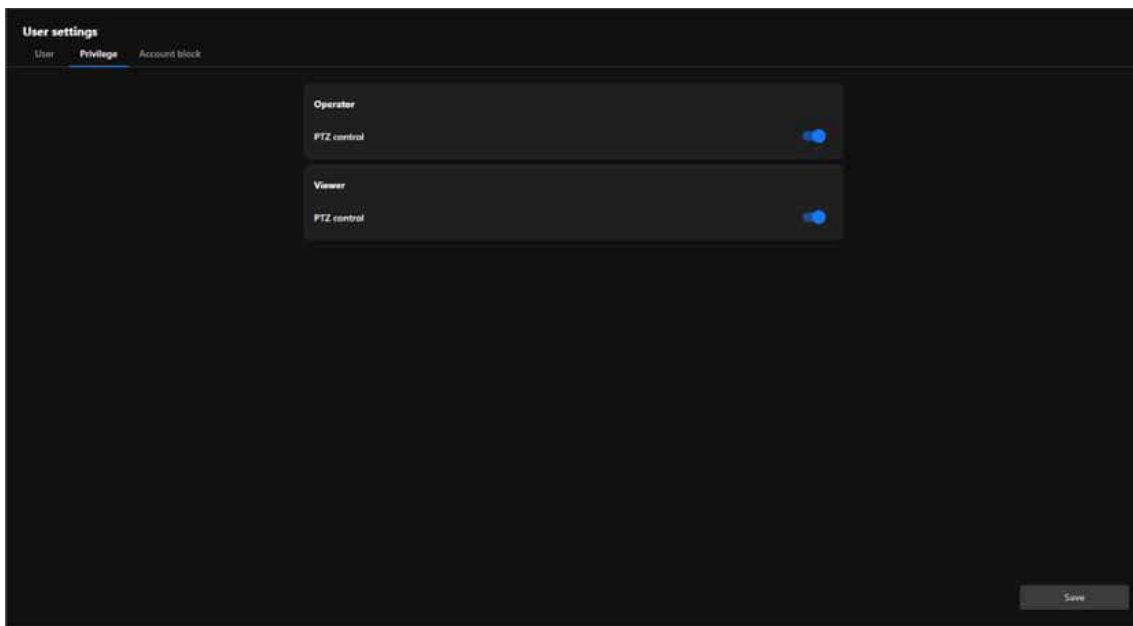 User settings
User Privilege Account block
Operator
PTZ control
Viewer
PTZ control
Save